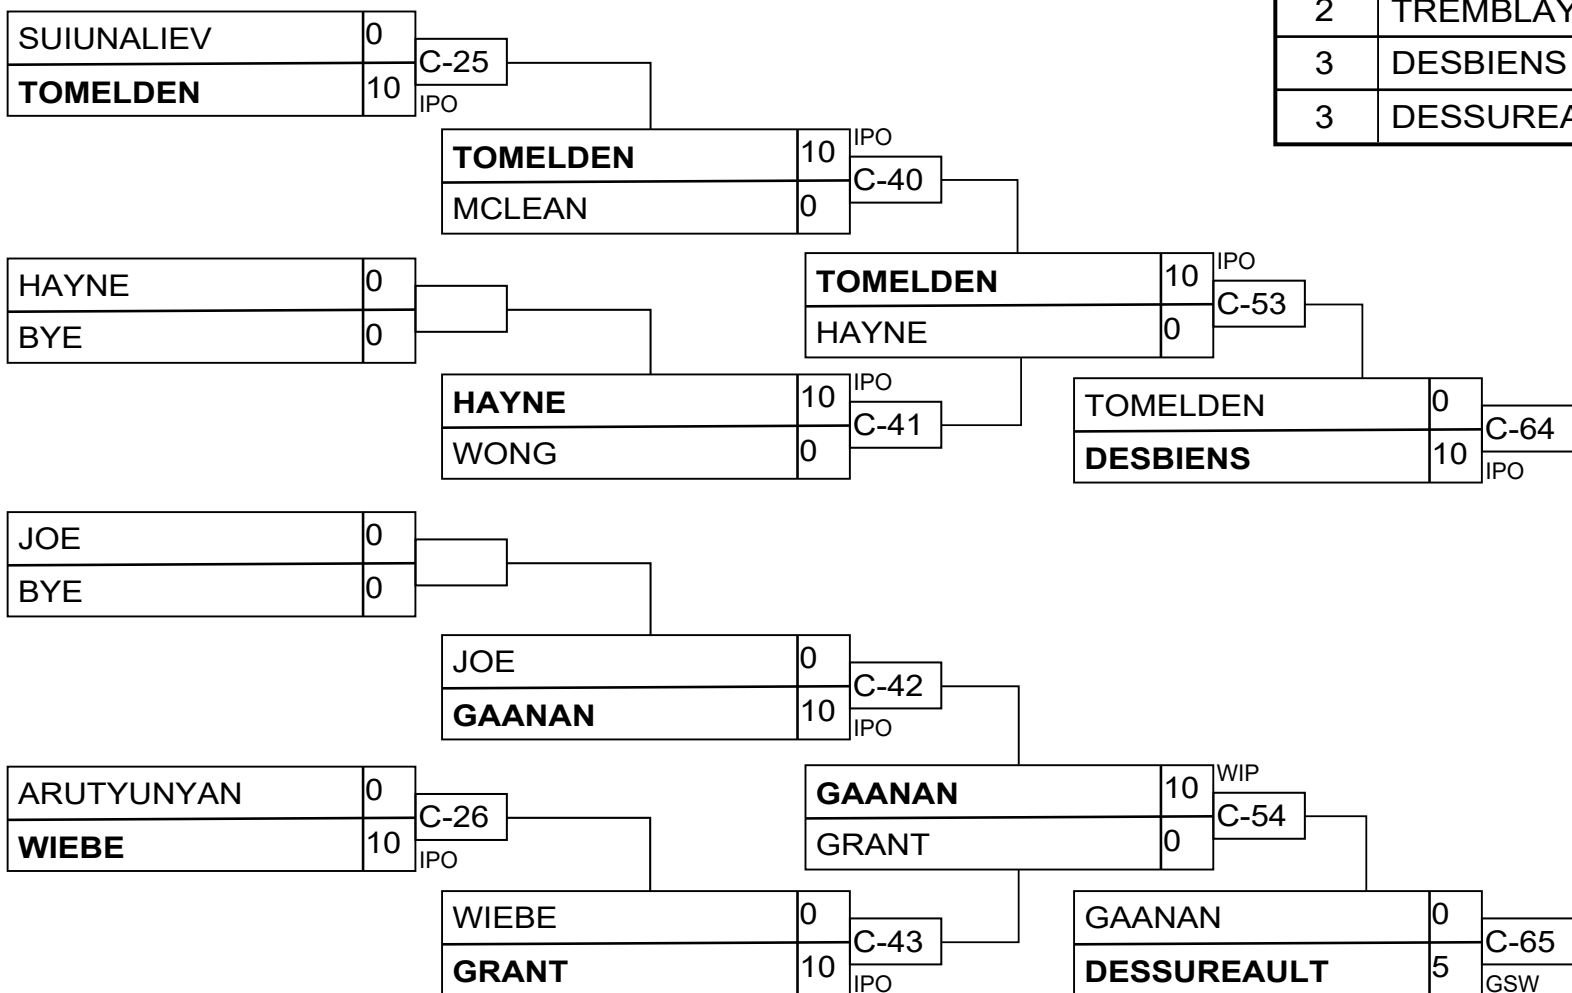 2 TREMBLAY
3 DESBIENS
3 DESSUREA
SUIUNALIEV 0
C-25
TOMELDEN 10
IPO
TOMELDEN 10
IPO
C-40
MCLEAN 0
HAYNE 0
BYE 0
TOMELDEN 10
IPO
C-53
HAYNE 0
HAYNE 10
IPO
C-41
WONG 0
TOMELDEN 0
C-64
DESBIENS 10
IPO
JOE 0
BYE 0
JOE 0
C-42
GAANAN 10
IPO
ARUTYUNYAN 0
C-26
WIEBE 10
IPO
GAANAN 10
WIP
C-54
GRANT 0
WIEBE 0
C-43
GRANT 10
IPO
GAANAN 0
C-65
DESSUREAULT 5
GSW